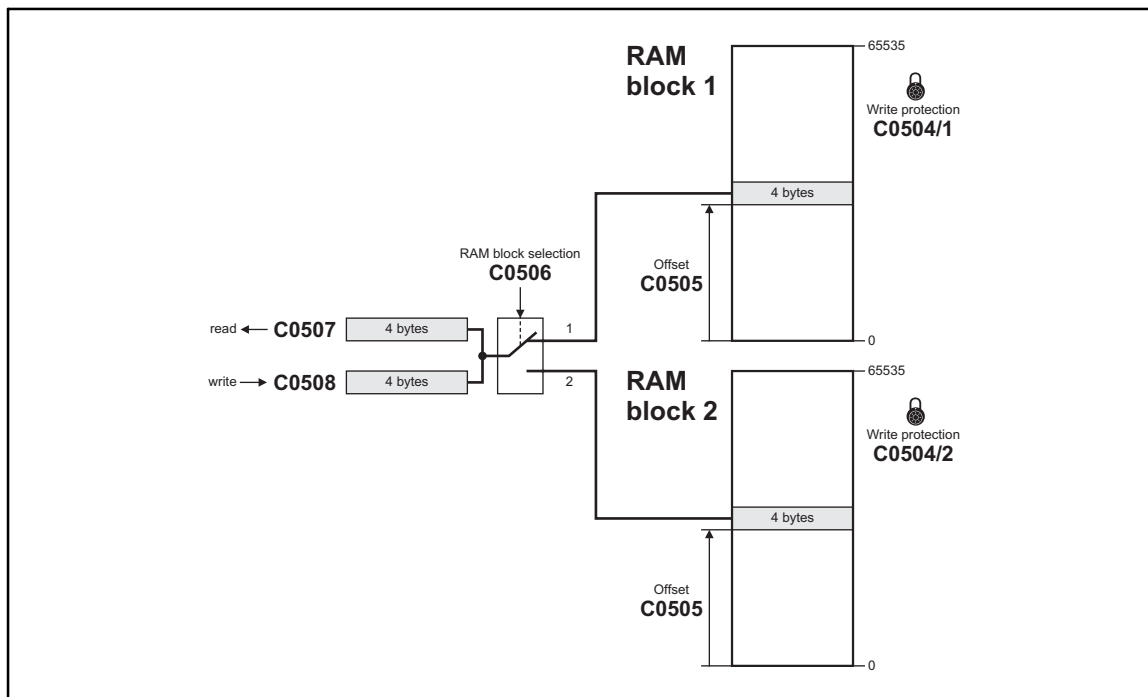 RAM
block 1
65535
Write protection
C0504/1
4 bytes
Offset
C0505
0
RAM block selection
C0506
read C0507 4 bytes
1
write C0508 4 bytes
2
RAM
block 2
65535
Write protection
C0504/2
4 bytes
Offset
C0505
0